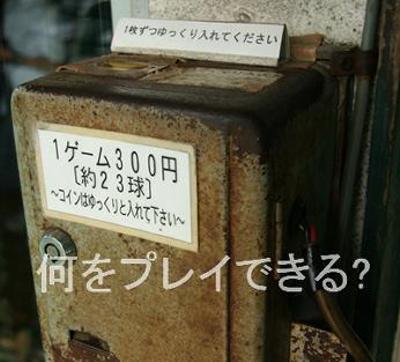 1枚ずつゆっくり入れてください
1ゲーム300円
[約23球]
〜コインはゆっくりと入れて下さい〜
何をプレイできる?